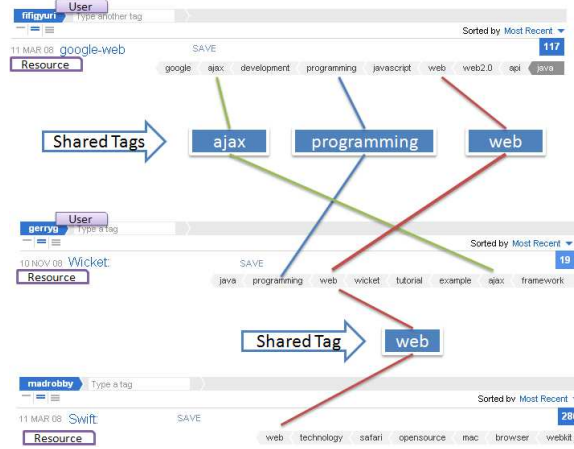 User
fifigyuri Type another tag
Sorted by Most Recent
11 MAR 08 google-web SAVE 117
Resource
google ajax development programming javascript web web2.0 api java
Shared Tags ajax programming web
User
gerryg Type a tag
Sorted by Most Recent
10 NOV 08 Wicket: SAVE 19
Resource
java programming web wicket tutorial example ajax framework
Shared Tag web
madrobby Type a tag
Sorted by Most Recent
11 MAR 08 Swift: SAVE
Resource
web technology safari opensource mac browser webkit